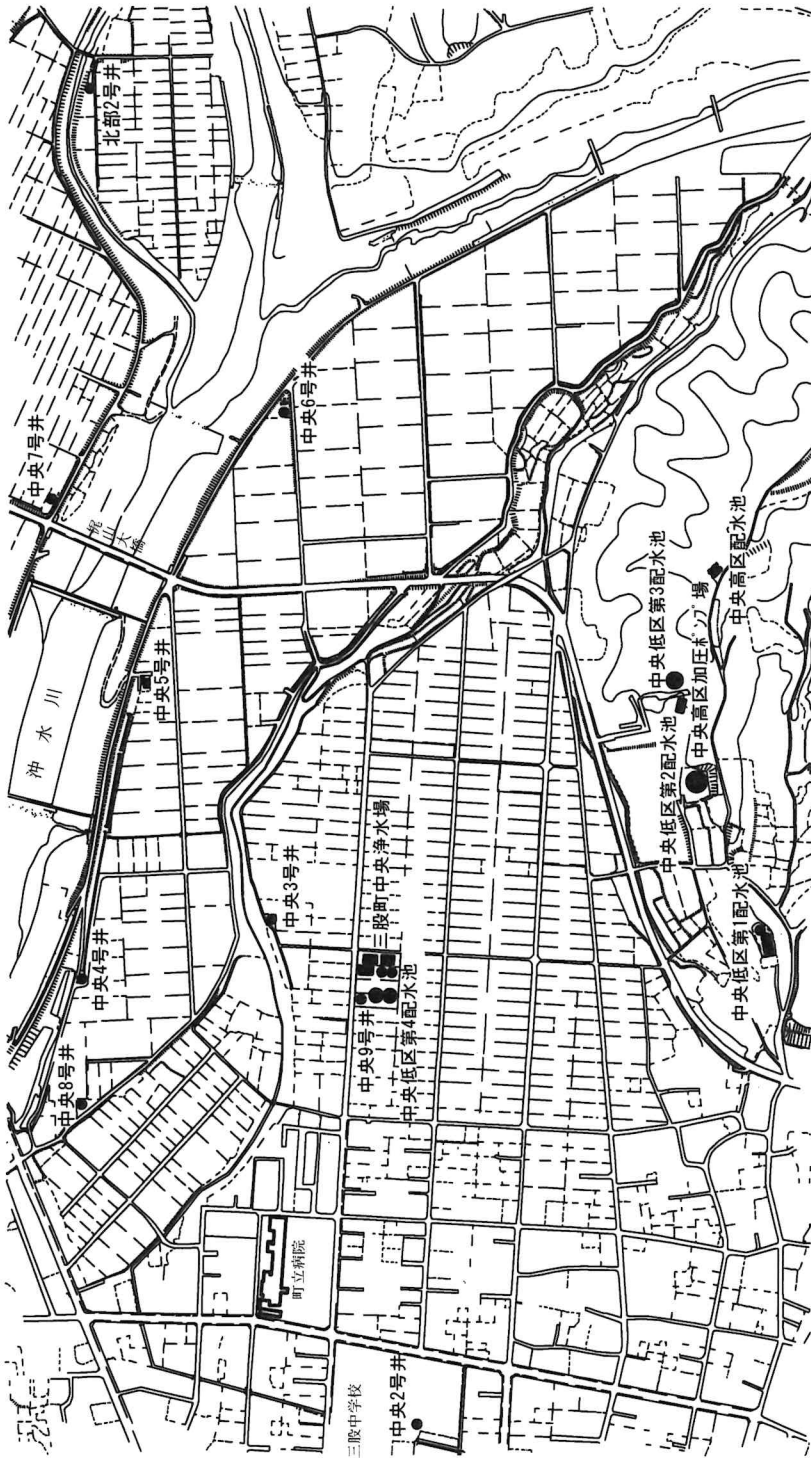 北部2号井
中央7号井
梶山大橋
中央6号井
沖水川
中央5号井
中央4号井
中央8号井
中央3号井
三股町中央浄水場
中央9号井
中央低区第4配水池
中央低区第3配水池
中央高区加圧ポンプ場
中央高区配水池
中央低区第2配水池
中央低区第1配水池
町立病院
三股中学校
中央2号井